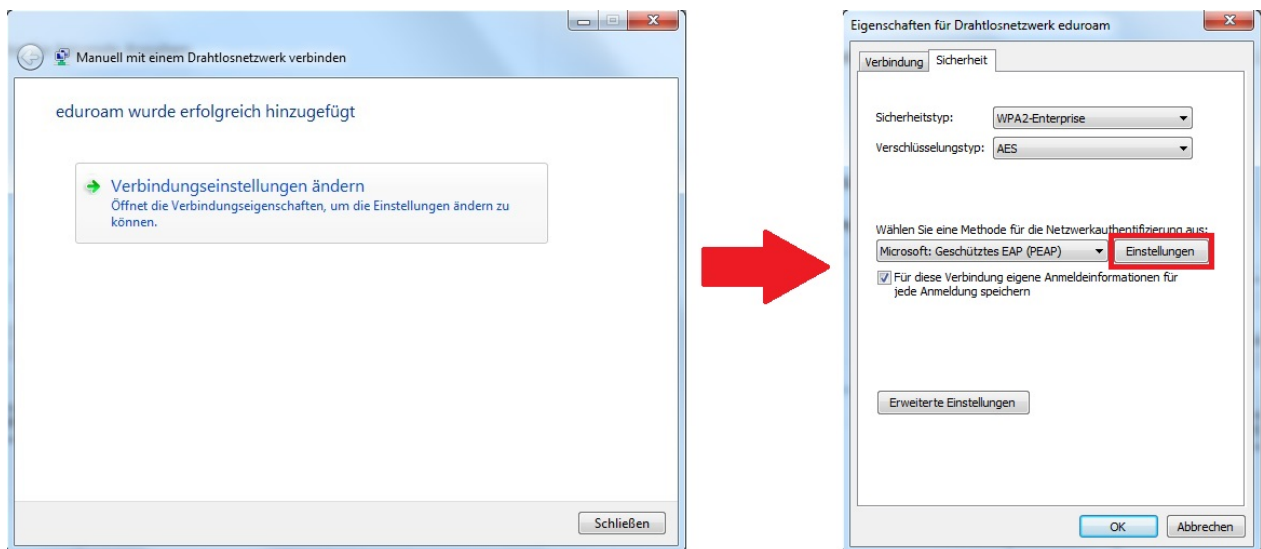 Manuell mit einem Drahtlosnetzwerk verbinden
eduroam wurde erfolgreich hinzugefügt
Verbindungseinstellungen ändern
Öffnet die Verbindungseigenschaften, um die Einstellungen ändern zu
können.
Schließen
Eigenschaften für Drahtlosnetzwerk eduroam
Verbindung Sicherheit
Sicherheitstyp: WPA2-Enterprise
Verschlüsselungstyp: AES
Wählen Sie eine Methode für die Netzwerkauthentifizierung aus:
Microsoft: Geschütztes EAP (PEAP) Einstellungen
Für diese Verbindung eigene Anmeldeinformationen für
jede Anmeldung speichern
Erweiterte Einstellungen
OK Abbrechen